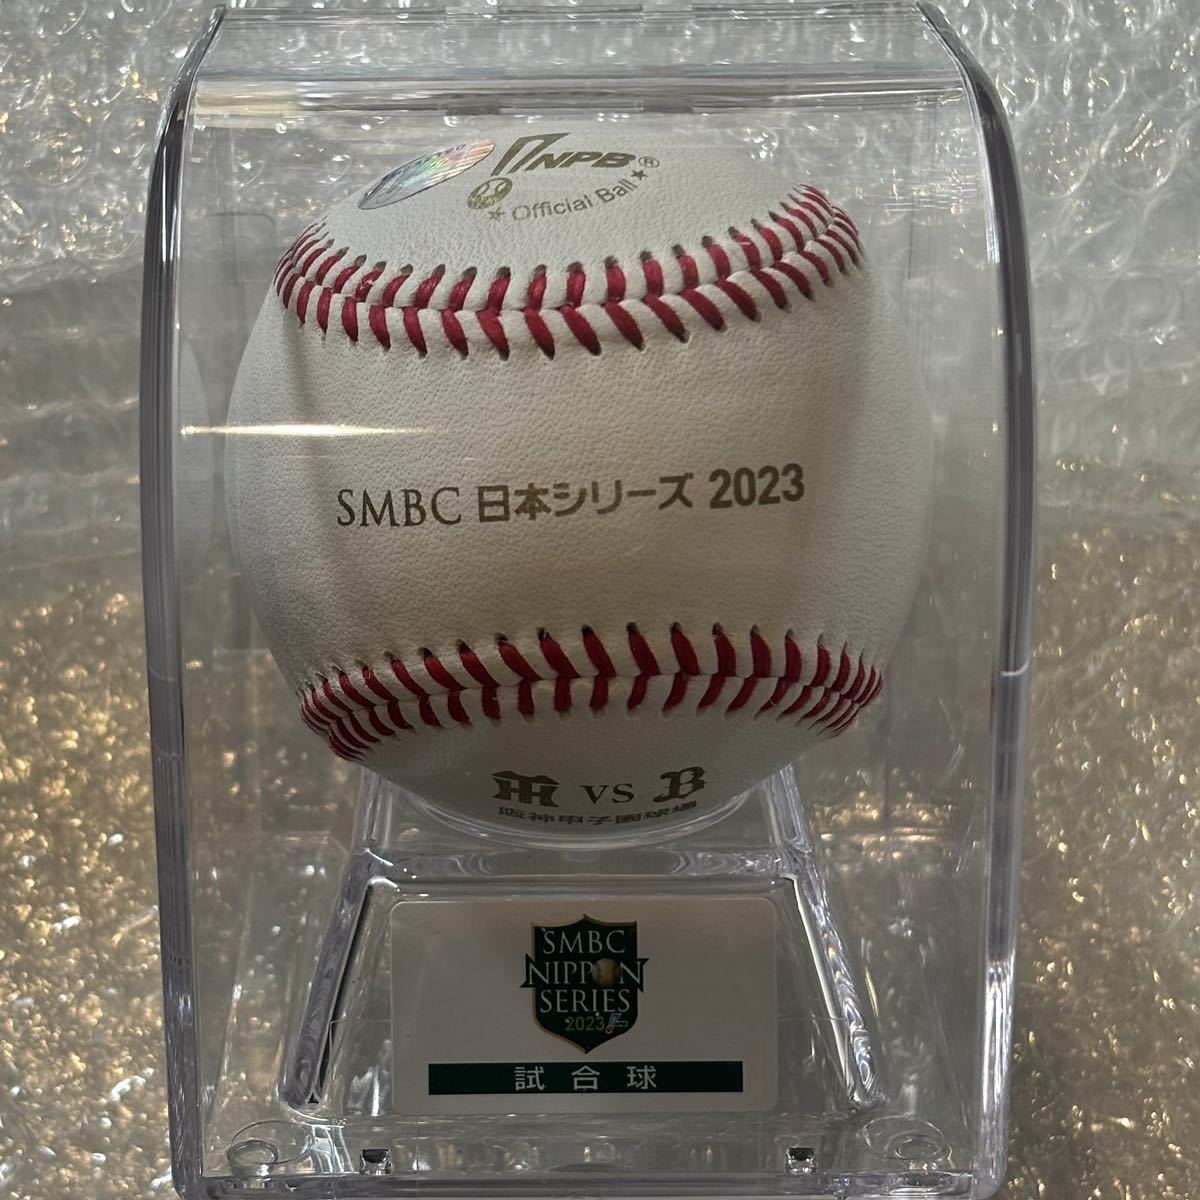 NPB®
★Official Ball★
SMBC 日本シリーズ 2023
VS B
阪神甲子園球場
SMBC
NIPPON
SERIES
2023
試合球